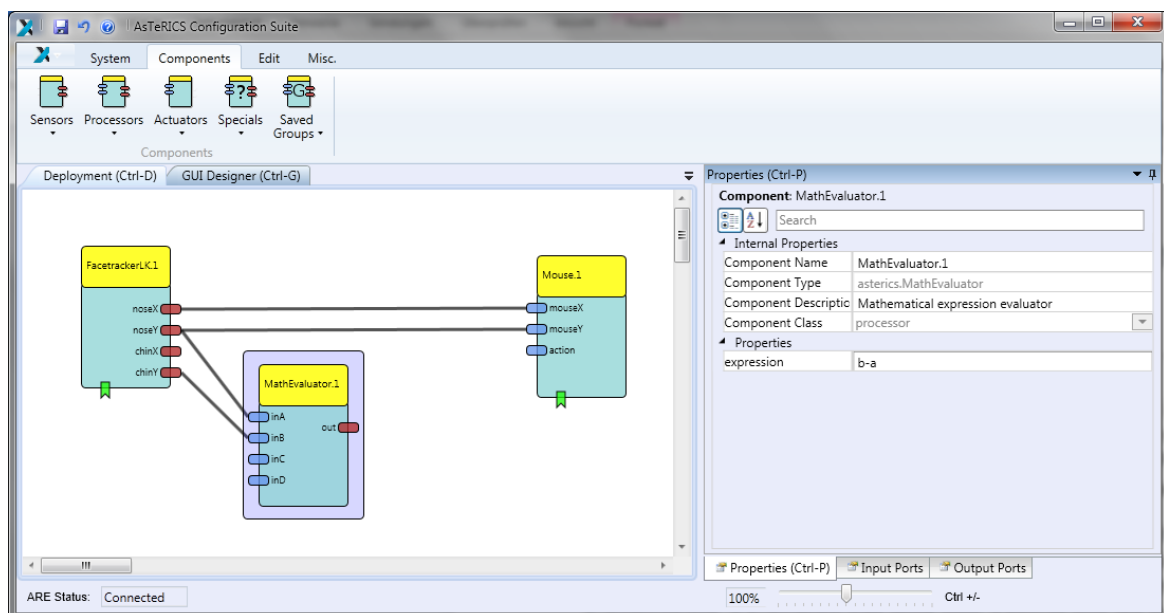 AsTeRICS Configuration Suite
System Components Edit Misc.
Sensors Processors Actuators Specials Saved Groups
Components
Deployment (Ctrl-D) GUI Designer (Ctrl-G)
Properties (Ctrl-P)
Component: MathEvaluator.1
Search
Internal Properties
Component Name MathEvaluator.1
Component Type asterics.MathEvaluator
Component Descriptic Mathematical expression evaluator
Component Class processor
Properties
expression b-a
FacetrackerLK.1
noseX
noseY
chinX
chinY
MathEvaluator.1
inA
inB
inC
inD
out
Mouse.1
mouseX
mouseY
action
Properties (Ctrl-P) Input Ports Output Ports
ARE Status: Connected
100% Ctrl +/-